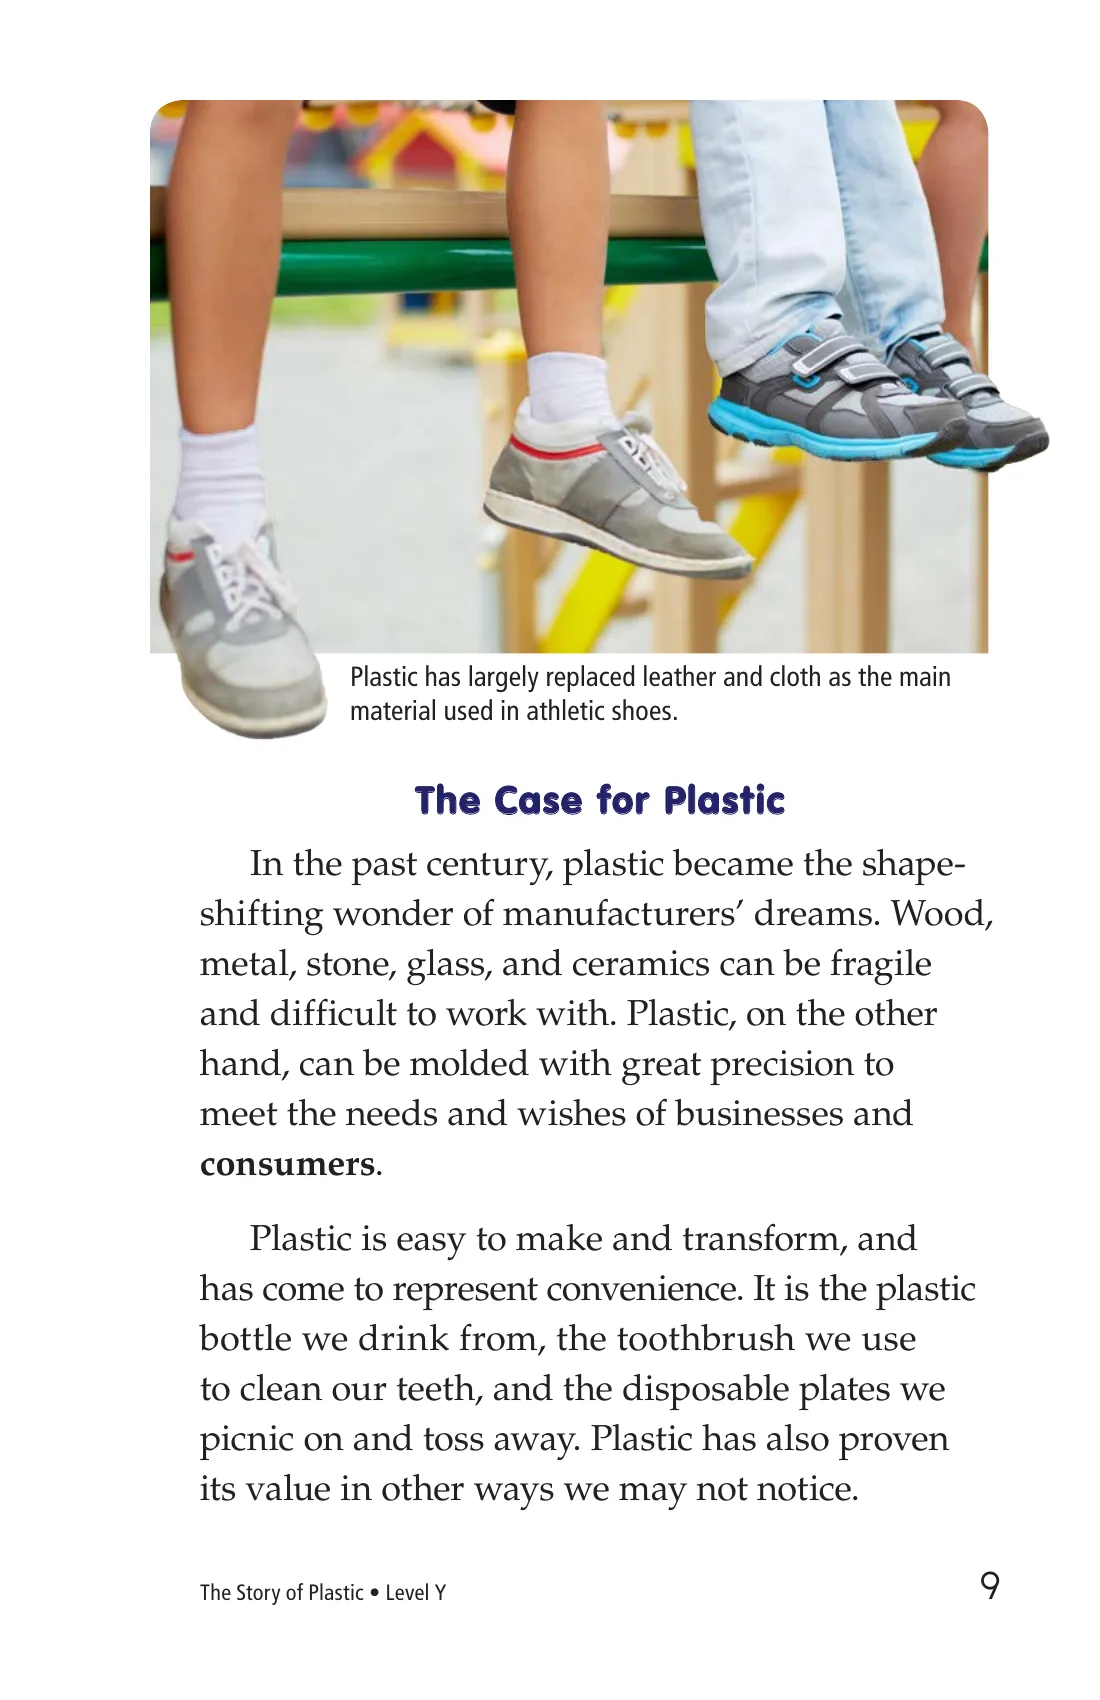 Plastic has largely replaced leather and cloth as the main
material used in athletic shoes.
The Case for Plastic
In the past century, plastic became the shape-
shifting wonder of manufacturers’ dreams. Wood,
metal, stone, glass, and ceramics can be fragile
and difficult to work with. Plastic, on the other
hand, can be molded with great precision to
meet the needs and wishes of businesses and
consumers.
Plastic is easy to make and transform, and
has come to represent convenience. It is the plastic
bottle we drink from, the toothbrush we use
to clean our teeth, and the disposable plates we
picnic on and toss away. Plastic has also proven
its value in other ways we may not notice.
The Story of Plastic • Level Y
9